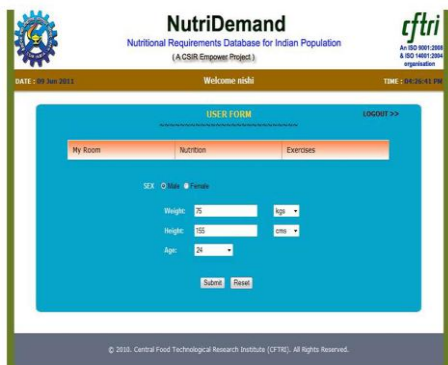 NutriDemand
Nutritional Requirements Database for Indian Population
( A CSIR Empower Project )
cftri
An ISO 9001:2008
& ISO 14001:2004
organisation
DATE : 09 Jun 2011 Welcome nishi TIME : 04:26:41 PM
USER FORM LOGOUT >>
My Room Nutrition Exercises
SEX Male Female
Weight: 75 kgs
Height: 155 cms
Age: 24
Submit Reset
© 2010. Central Food Technological Research Institute (CFTRI). All Rights Reserved.